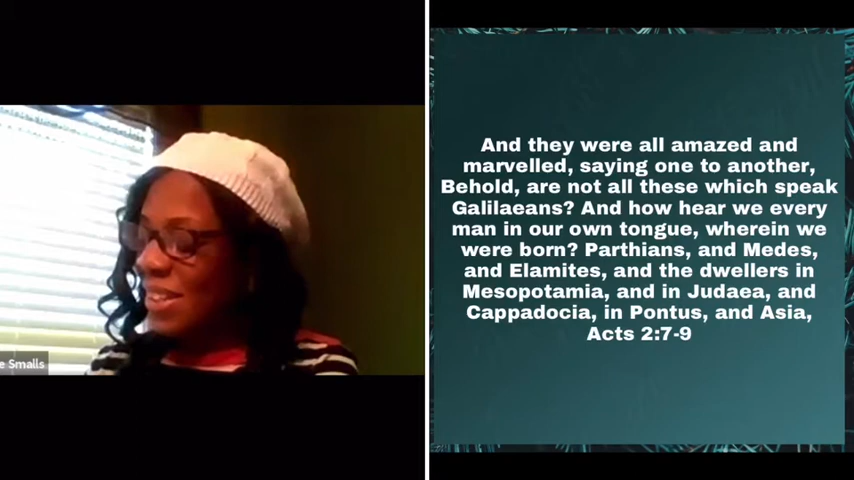 e Smalls
And they were all amazed and
marvelled, saying one to another,
Behold, are not all these which speak
Galilaeans? And how hear we every
man in our own tongue, wherein we
were born? Parthians, and Medes,
and Elamites, and the dwellers in
Mesopotamia, and in Judaea, and
Cappadocia, in Pontus, and Asia,
Acts 2:7-9